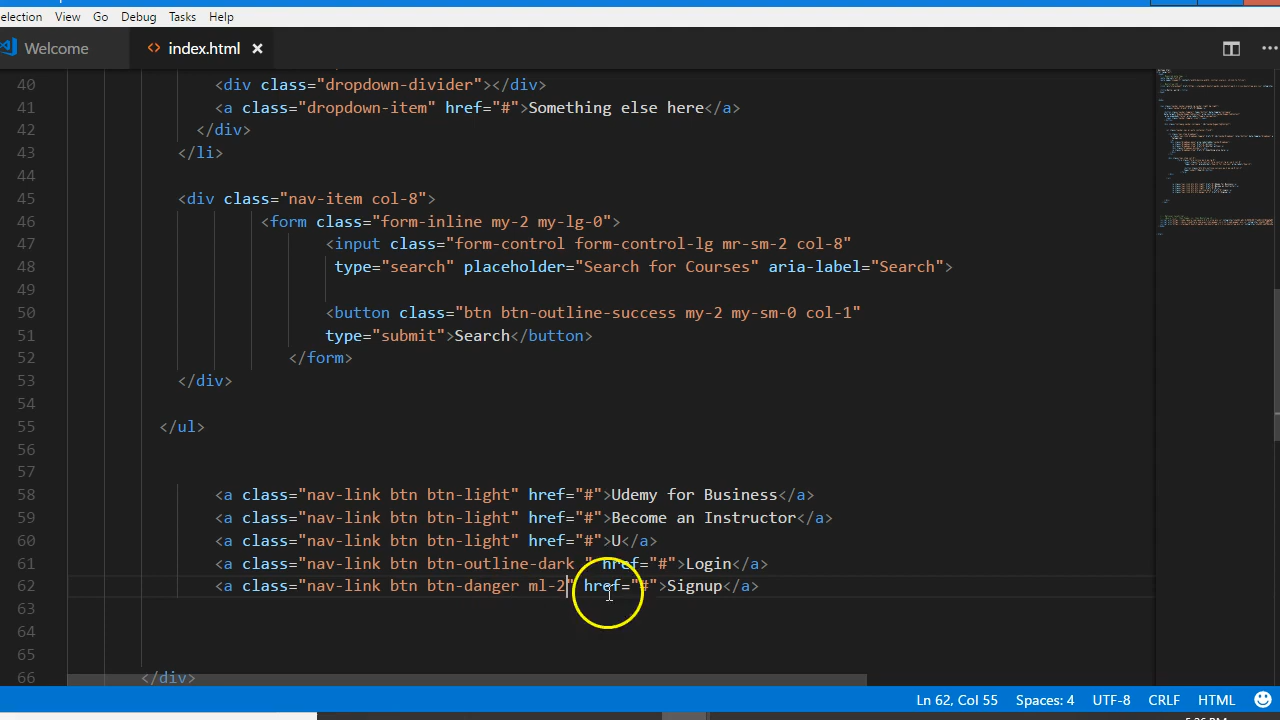 election View Go Debug Tasks Help
Welcome <> index.html ×
40 <div class="dropdown-divider"></div>
41 <a class="dropdown-item" href="#">Something else here</a>
42 </div>
43 </li>
44
45 <div class="nav-item col-8">
46 <form class="form-inline my-2 my-lg-0">
47 <input class="form-control form-control-lg mr-sm-2 col-8"
48 type="search" placeholder="Search for Courses" aria-label="Search">
49
50 <button class="btn btn-outline-success my-2 my-sm-0 col-1"
51 type="submit">Search</button>
52 </form>
53 </div>
54
55 </ul>
56
57
58 <a class="nav-link btn btn-light" href="#">Udemy for Business</a>
59 <a class="nav-link btn btn-light" href="#">Become an Instructor</a>
60 <a class="nav-link btn btn-light" href="#">U</a>
61 <a class="nav-link btn btn-outline-dark " href="#">Login</a>
62 <a class="nav-link btn btn-danger ml-2" href="#">Signup</a>
63
64
65
66 </div>
Ln 62, Col 55 Spaces: 4 UTF-8 CRLF HTML